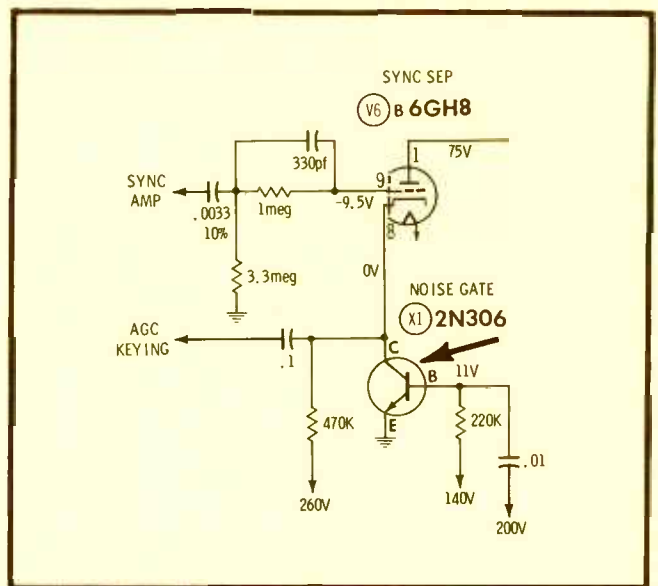 SYNC SEP
V6 B 6GH8
1
75V
330pf
9
SYNC
AMP
.0033
10%
1meg
-9.5V
8
3.3meg
0V
NOISE GATE
X1 2N306
AGC
KEYING
.1
C
B
11V
E
470K
220K
.01
260V
140V
200V